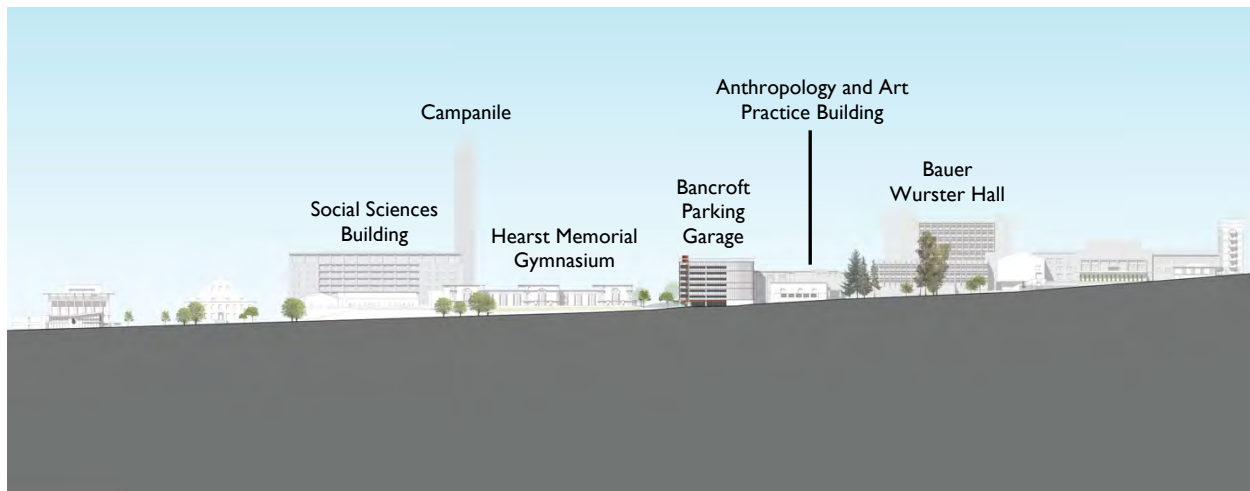 Campanile
Social Sciences
Building
Hearst Memorial
Gymnasium
Bancroft
Parking
Garage
Anthropology and Art
Practice Building
Bauer
Wurster Hall